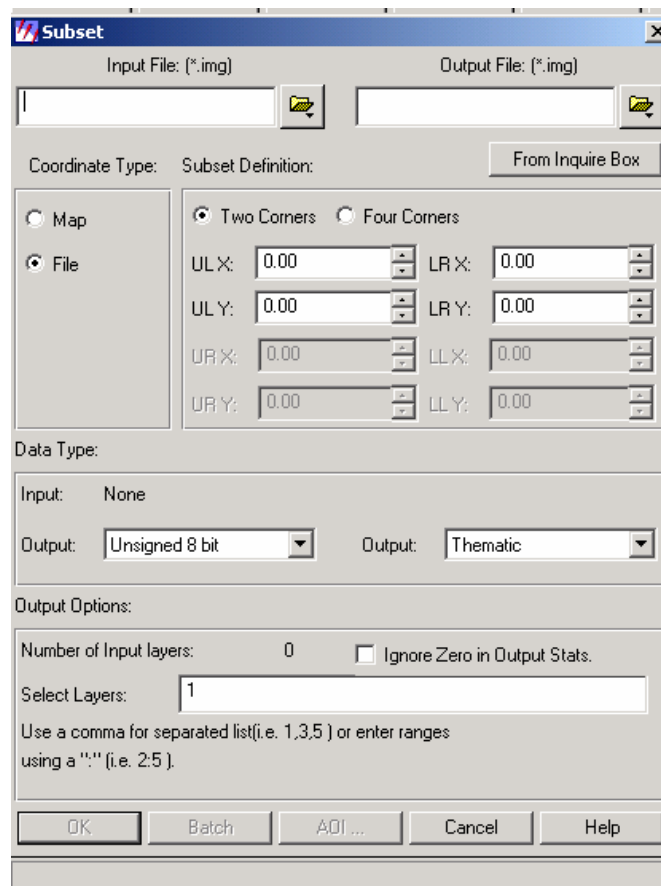 Subset
Input File: (*.img) Output File: (*.img)
From Inquire Box
Coordinate Type: Subset Definition:
Map
File
Two Corners Four Corners
UL X: 0.00 LR X: 0.00
UL Y: 0.00 LR Y: 0.00
UR X: 0.00 LL X: 0.00
UR Y: 0.00 LL Y: 0.00
Data Type:
Input: None
Output: Unsigned 8 bit Output: Thematic
Output Options:
Number of Input layers: 0 Ignore Zero in Output Stats.
Select Layers: 1
Use a comma for separated list(i.e. 1,3,5 ) or enter ranges
using a ":" (i.e. 2:5 ).
OK Batch AOI ... Cancel Help